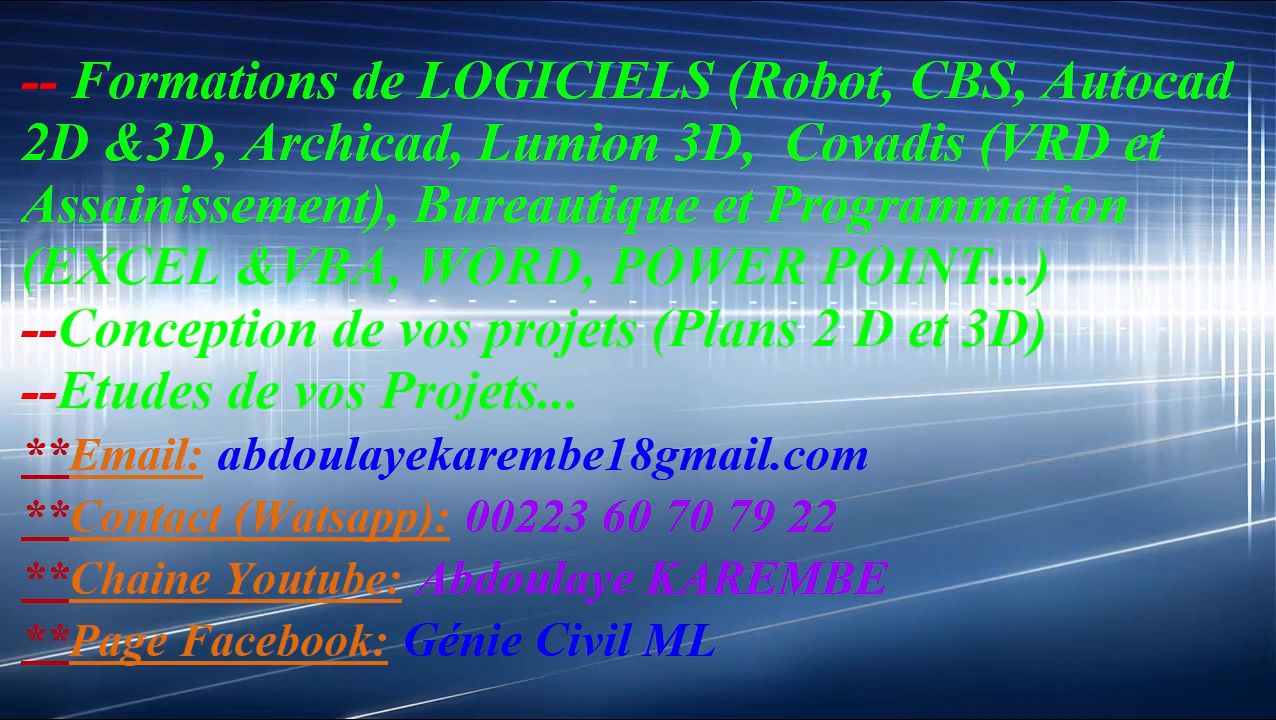 -- Formations de LOGICIELS (Robot, CBS, Autocad
2D &3D, Archicad, Lumion 3D, Covadis (VRD et
Assainissement), Bureautique et Programmation
(EXCEL &VBA, WORD, POWER POINT...)
--Conception de vos projets (Plans 2 D et 3D)
--Etudes de vos Projets...
**Email: abdoulayekarembe18gmail.com
**Contact (Watsapp): 00223 60 70 79 22
**Chaine Youtube: Abdoulaye KAREMBE
**Page Facebook: Génie Civil ML